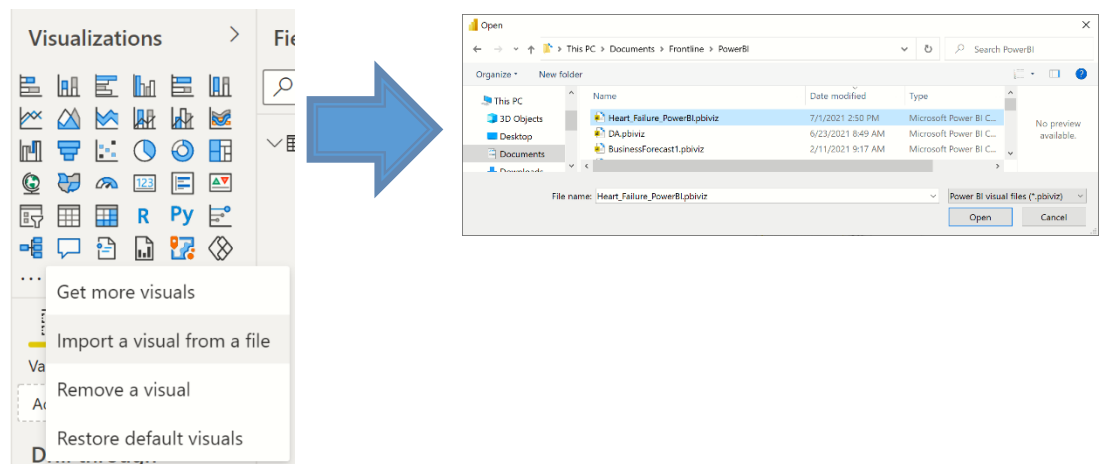 Visualizations
Fie
123
R Py
Get more visuals
Import a visual from a file
Va
Remove a visual
Ad
Restore default visuals
Open
This PC > Documents > Frontline > PowerBI
Search PowerBI
Organize
New folder
Name Date modified Type
This PC
3D Objects
Desktop
Documents
Downloads
Heart_Failure_PowerBI.pbiviz 7/1/2021 2:50 PM Microsoft Power BI C...
DA.pbiviz 6/23/2021 8:49 AM Microsoft Power BI C...
BusinessForecast1.pbiviz 2/11/2021 9:17 AM Microsoft Power BI C...
No preview
available.
File name: Heart_Failure_PowerBI.pbiviz
Power BI visual files (*.pbiviz)
Open Cancel